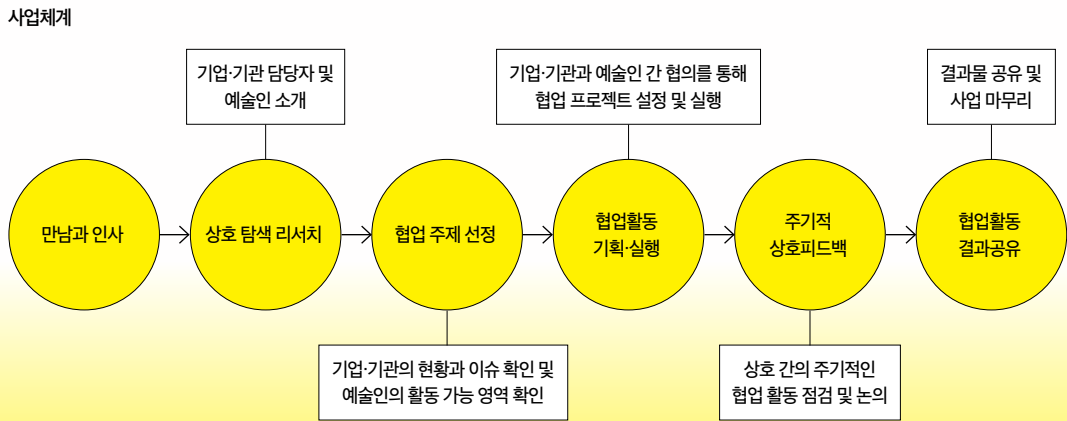 사업체계
기업·기관 담당자 및
예술인 소개
기업·기관과 예술인 간 협의를 통해
협업 프로젝트 설정 및 실행
결과물 공유 및
사업 마무리
만남과 인사
상호 탐색 리서치
협업 주제 선정
협업활동
기획·실행
주기적
상호피드백
협업활동
결과공유
기업·기관의 현황과 이슈 확인 및
예술인의 활동 가능 영역 확인
상호 간의 주기적인
협업 활동 점검 및 논의